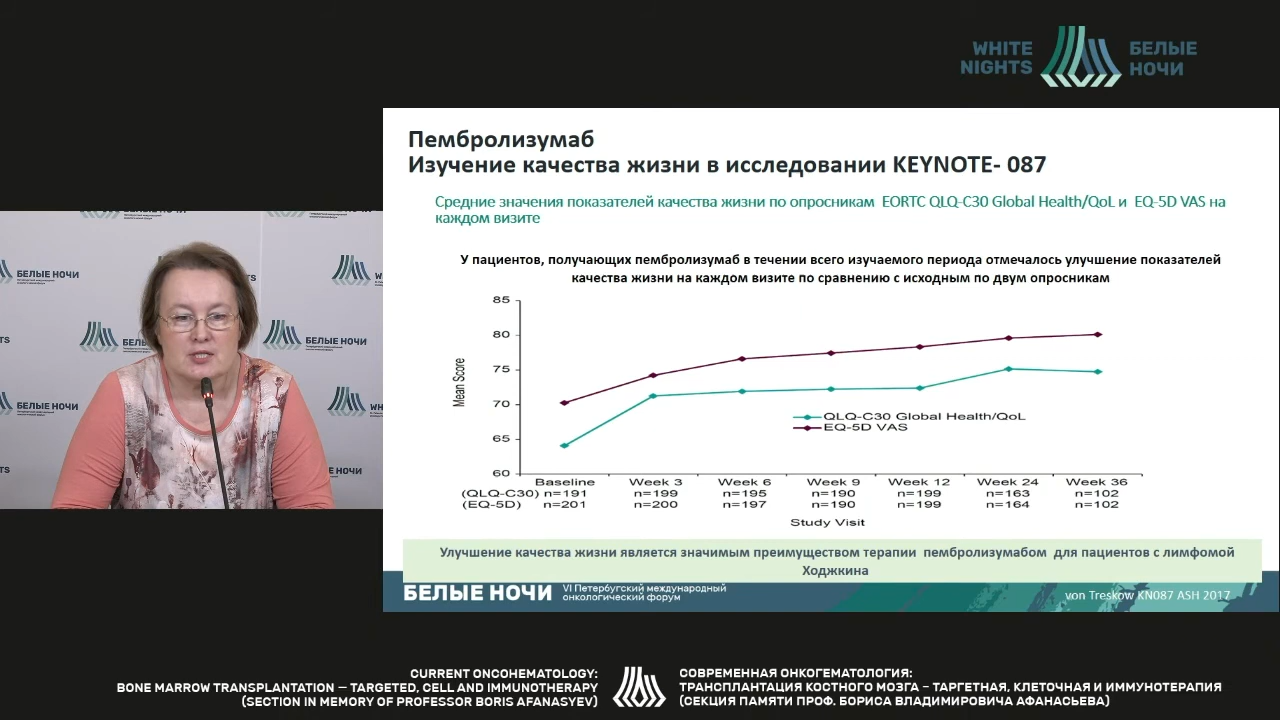 WHITE
NIGHTS
БЕЛЫЕ
НОЧИ
Пембролизумаб
Изучение качества жизни в исследовании KEYNOTE- 087
Средние значения показателей качества жизни по опросникам EORTC QLQ-C30 Global Health/QoL и EQ-5D VAS на
каждом визите
У пациентов, получающих пембролизумаб в течении всего изучаемого периода отмечалось улучшение показателей
качества жизни на каждом визите по сравнению с исходным по двум опросникам
85
80
75
70
65
60
Mean Score
QLQ-C30 Global Health/QoL
EQ-5D VAS
Baseline Week 3 Week 6 Week 9 Week 12 Week 24 Week 36
(QLQ-C30) n=191 n=199 n=195 n=190 n=199 n=163 n=102
(EQ-5D) n=201 n=200 n=197 n=190 n=199 n=164 n=102
Study Visit
Улучшение качества жизни является значимым преимуществом терапии пембролизумабом для пациентов с лимфомой
Ходжкина
БЕЛЫЕ НОЧИ
VI Петербургский международный
онкологический форум
von Treskow KN087 ASH 2017
БЕЛЫЕ НОЧИ
БЕЛЫЕ НОЧИ
БЕЛЫЕ НОЧИ
NIGHTS
БЕЛЫЕ НОЧИ
CURRENT ONCOHEMATOLOGY:
BONE MARROW TRANSPLANTATION — TARGETED, CELL AND IMMUNOTHERAPY
(SECTION IN MEMORY OF PROFESSOR BORIS AFANASYEV)
СОВРЕМЕННАЯ ОНКОГЕМАТОЛОГИЯ:
ТРАНСПЛАНТАЦИЯ КОСТНОГО МОЗГА – ТАРГЕТНАЯ, КЛЕТОЧНАЯ И ИММУНОТЕРАПИЯ
(СЕКЦИЯ ПАМЯТИ ПРОФ. БОРИСА ВЛАДИМИРОВИЧА АФАНАСЬЕВА)